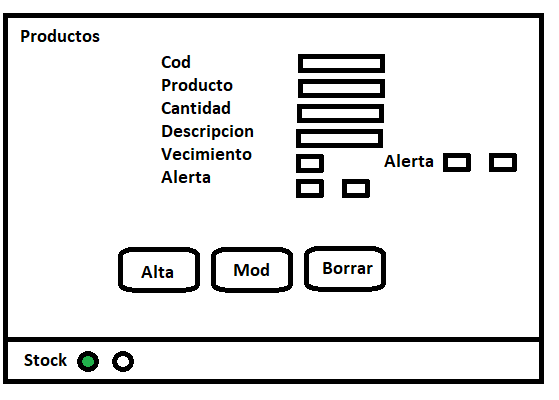 Productos
Cod
Producto
Cantidad
Descripcion
Vecimiento
Alerta
Alerta
Alta
Mod
Borrar
Stock